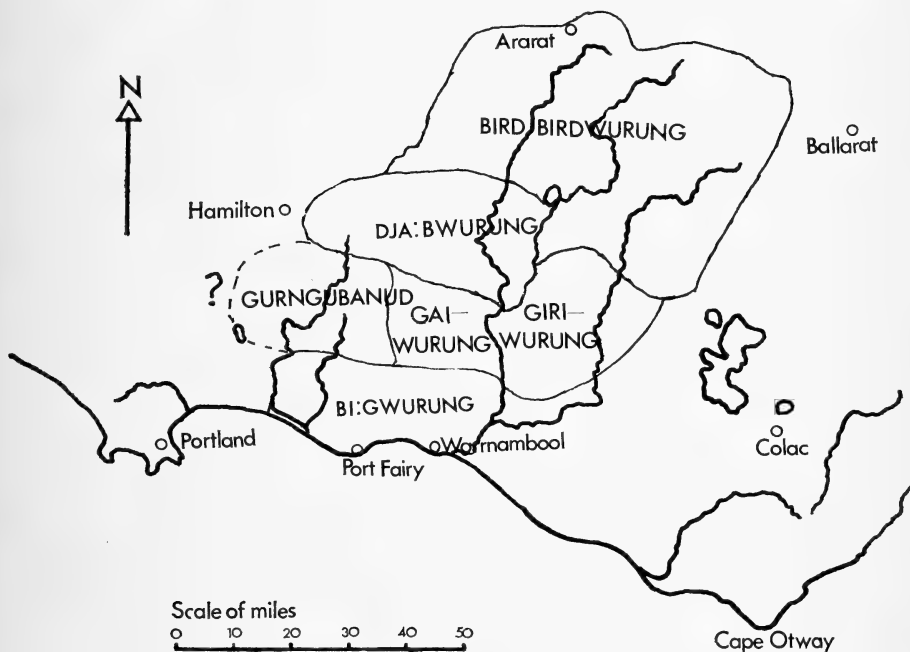 Ararat
N
BIRD BIRDWURUNG
Ballarat
Hamilton
DJA:BWURUNG
?
GURNGUBANUD
GAI—
WURUNG
GIRI—
WURUNG
BI:GWURUNG
Portland
Port Fairy
Warrnambool
Colac
Scale of miles
0 10 20 30 40 50
Cape Otway